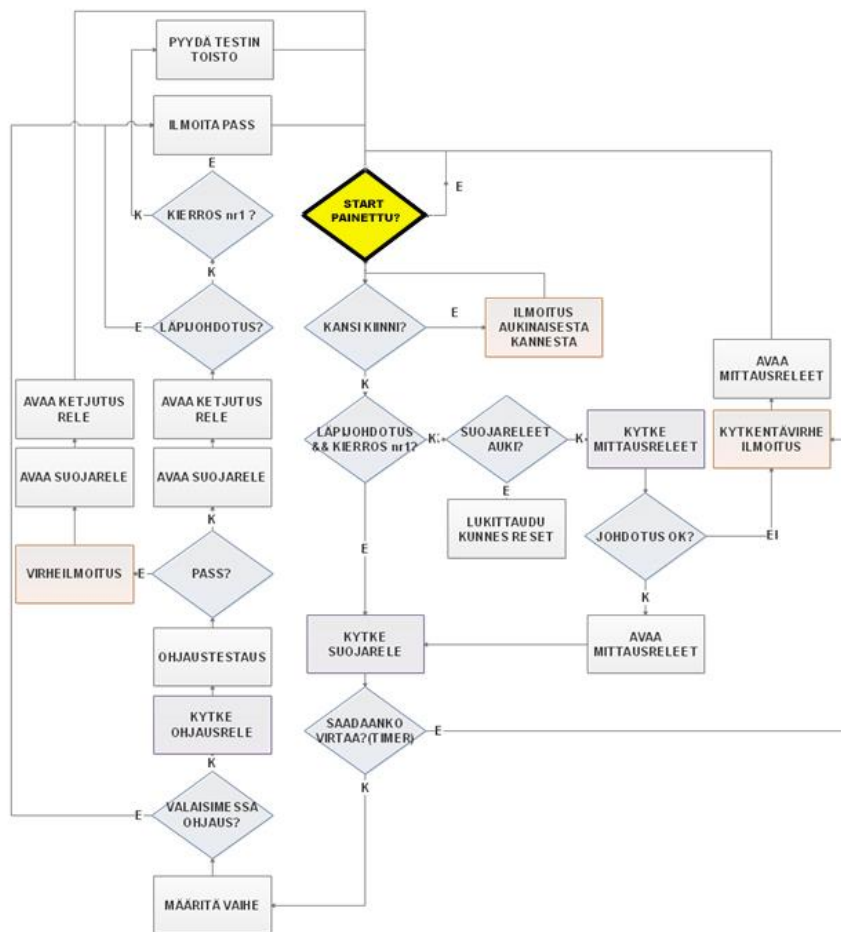 PYYDÄ TESTIN
TOISTO
ILMOITA PASS
E
E
START
PAINETTU?
K
KIERROS nr1 ?
K
E
LÄPIJOHDOTUS?
KANSI KIINNI?
E
ILMOITUS
AUKINAISESTA
KANNESTA
AVAA
MITTAUSRELEET
K
AVAA KETJUTUS
RELE
AVAA KETJUTUS
RELE
LÄPIJOHDOTUS
&& KIERROS nr1?
K
SUOJARELEET
AUKI?
K
KYTKE
MITTAUSRELEET
KYTKENTÄVIRHE
ILMOITUS
AVAA SUOJARELE
AVAA SUOJARELE
E
LUKITTAUDU
KUNNES RESET
JOHDOTUS OK?
EI
K
E
VIRHEILMOITUS
E
PASS?
K
KYTKE
SUOJARELE
AVAA
MITTAUSRELEET
OHJAUSTESTAUS
KYTKE
OHJAUSRELE
SAADAANKO
VIRTAA?(TIMER)
E
K
K
E
VALAISIMESSA
OHJAUS?
MÄÄRITÄ VAIHE